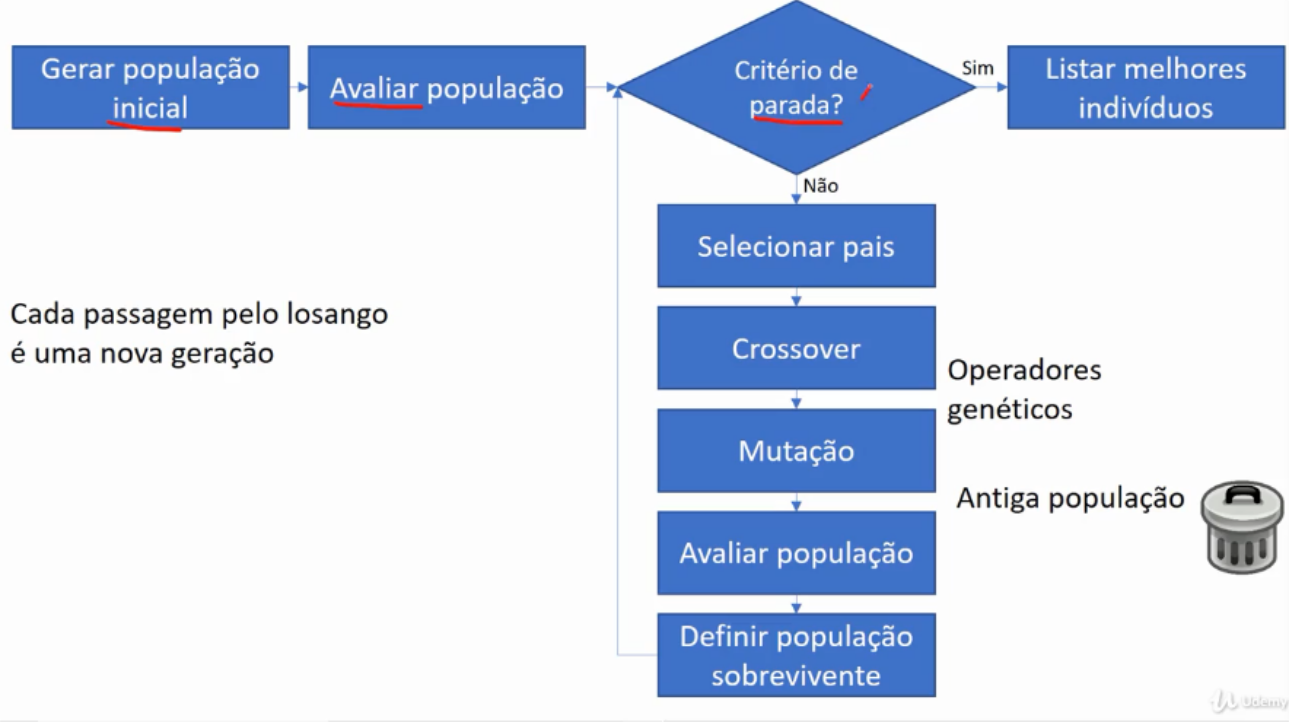 Gerar população
inicial
Avaliar população
Critério de
parada?
Sim
Listar melhores
indivíduos
Não
Selecionar pais
Cada passagem pelo losango
é uma nova geração
Crossover
Operadores
genéticos
Mutação
Antiga população
Avaliar população
Definir população
sobrevivente
Udemy